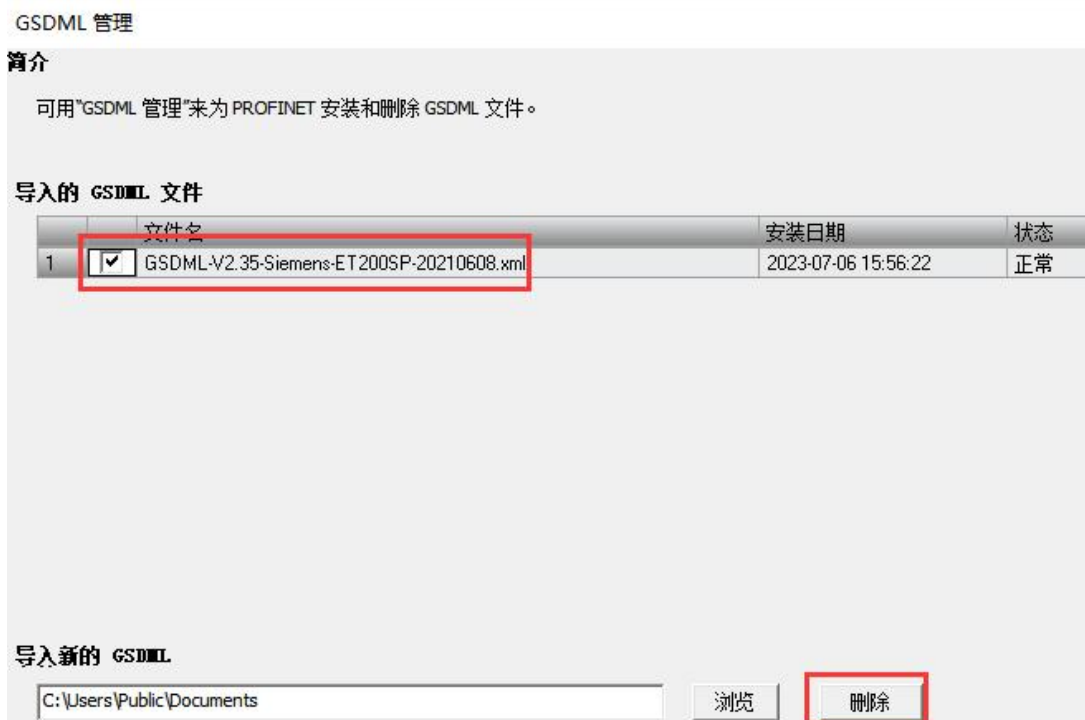 GSDML 管理
简介
可用"GSDML 管理"来为 PROFINET 安装和删除 GSDML 文件。
导入的 GSDML 文件
文件名 安装日期 状态
1 GSDML-V2.35-Siemens-ET200SP-20210608.xml 2023-07-06 15:56:22 正常
导入新的 GSDML
C:\Users\Public\Documents 浏览 删除